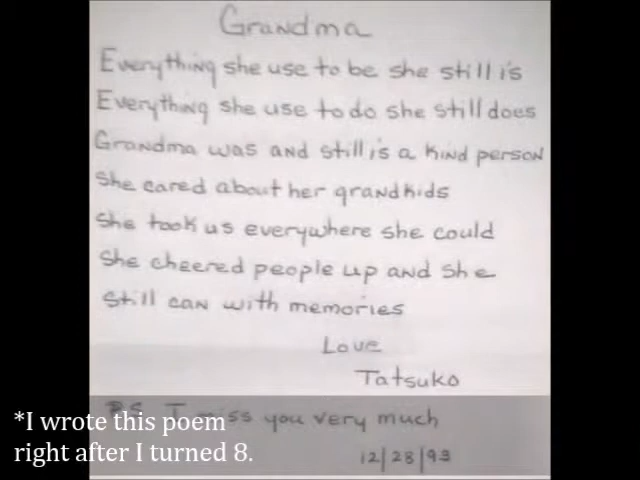 Grandma
Everything she use to be she still is
Everything she use to do she still does
Grandma was and still is a kind person
She cared about her grandkids
She took us everywhere she could
She cheered people up and she
still can with memories
Love
Tatsuko
P.S. I miss you very much
12/28/93
*I wrote this poem
right after I turned 8.